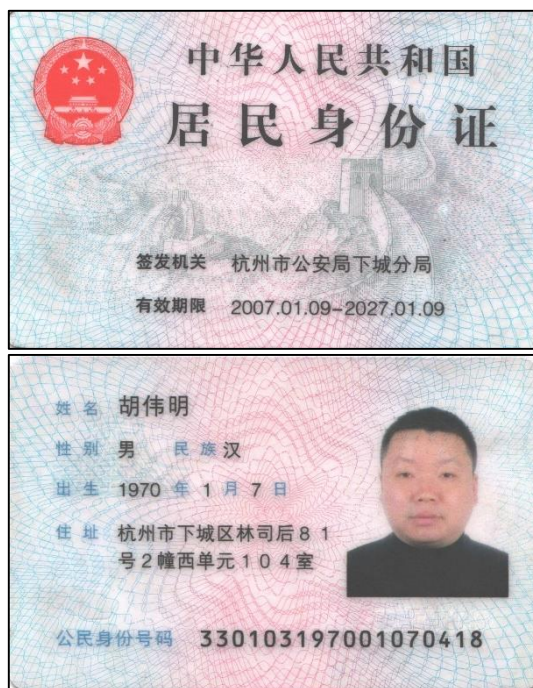 中华人民共和国
居民身份证
签发机关 杭州市公安局下城分局
有效期限 2007.01.09-2027.01.09
姓名 胡伟明
性别 男 民族 汉
出生 1970 年 1 月 7 日
住址 杭州市下城区林司后81
号2幢西单元104室
公民身份号码 330103197001070418